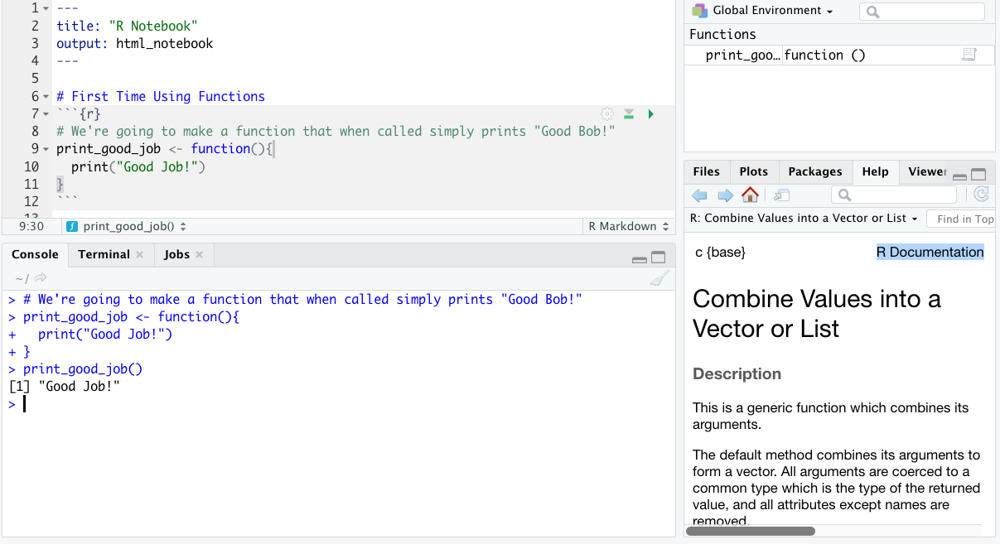 1 ---
2 title: "R Notebook"
3 output: html_notebook
4 ---
5
6 # First Time Using Functions
7 ```{r}
8 # We're going to make a function that when called simply prints "Good Bob!"
9 print_good_job <- function(){
10   print("Good Job!")
11 }
12 ```
13
9:30 print_good_job() R Markdown
Console Terminal Jobs
~/
> # We're going to make a function that when called simply prints "Good Bob!"
> print_good_job <- function(){
+   print("Good Job!")
+ }
> print_good_job()
[1] "Good Job!"
>
Global Environment
Functions
print_goo… function ()
Files Plots Packages Help Viewer
R: Combine Values into a Vector or List Find in Top
c {base} R Documentation
Combine Values into a
Vector or List
Description
This is a generic function which combines its
arguments.
The default method combines its arguments to
form a vector. All arguments are coerced to a
common type which is the type of the returned
value, and all attributes except names are
removed.